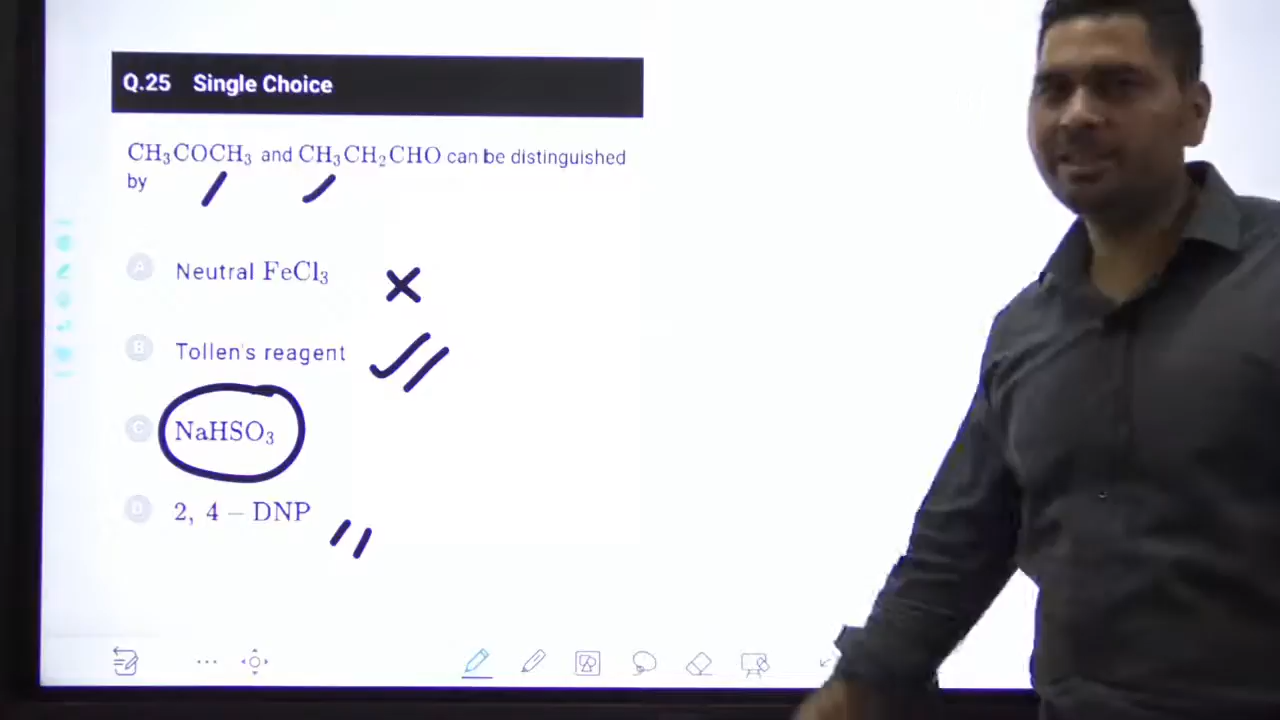 Q.25 Single Choice
CH₃COCH₃ and CH₃CH₂CHO can be distinguished
by
A Neutral FeCl₃
B Tollen's reagent
C NaHSO₃
D 2, 4 – DNP